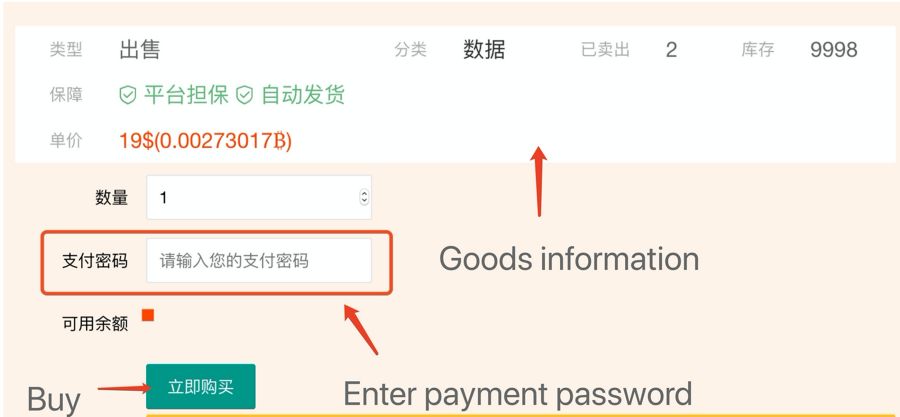 类型 出售 分类 数据 已卖出 2 库存 9998
保障 平台担保 自动发货
单价 19$(0.00273017฿)
数量 1
支付密码 请输入您的支付密码
Goods information
可用余额
立即购买
Buy
Enter payment password